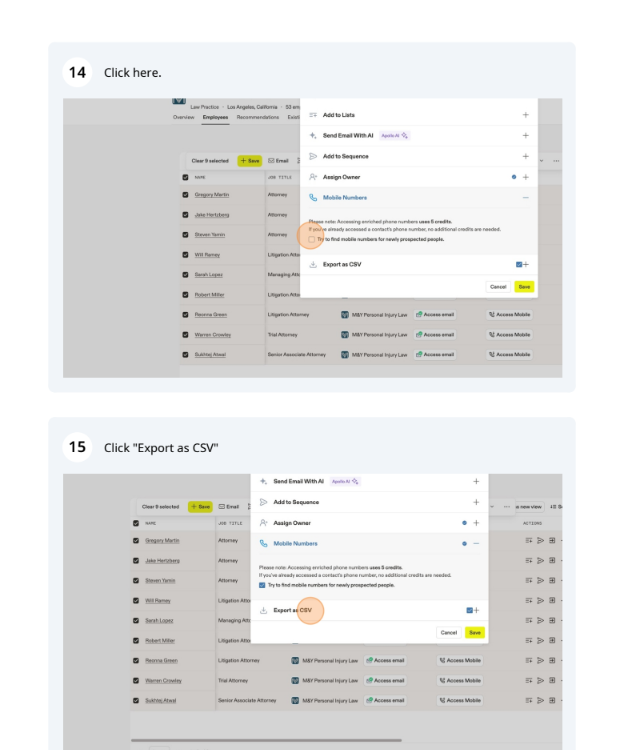 14 Click here.
Law Practice · Los Angeles, California · 50 em
Overview Employees Recommendations Existi
Add to Lists
Send Email With AI Apollo AI
Add to Sequence
Assign Owner
Mobile Numbers
Please note: Accessing enriched phone numbers uses 5 credits.
If you've already accessed a contact's phone number, no additional credits are needed.
Try to find mobile numbers for newly prospected people.
Export as CSV
Cancel Save
Clear 9 selected + Save Email
NAME JOB TITLE
Gregory Martin Attorney
Jake Hertzberg Attorney
Steven Yamin Attorney
Will Ramey Litigation Atto
Sarah Lopez Managing Att
Robert Miller Litigation Atto
Reonna Green Litigation Attorney M&Y Personal Injury Law Access email Access Mobile
Warren Crowley Trial Attorney M&Y Personal Injury Law Access email Access Mobile
Sukhtej Atwal Senior Associate Attorney M&Y Personal Injury Law Access email Access Mobile
15 Click "Export as CSV"
Send Email With AI Apollo AI
Add to Sequence
Assign Owner
Mobile Numbers
Please note: Accessing enriched phone numbers uses 5 credits.
If you've already accessed a contact's phone number, no additional credits are needed.
Try to find mobile numbers for newly prospected people.
Export as CSV
Cancel Save
Clear 9 selected + Save Email
NAME JOB TITLE ACTIONS
Gregory Martin Attorney
Jake Hertzberg Attorney
Steven Yamin Attorney
Will Ramey Litigation Atto
Sarah Lopez Managing Att
Robert Miller Litigation Atto
Reonna Green Litigation Attorney M&Y Personal Injury Law Access email Access Mobile
Warren Crowley Trial Attorney M&Y Personal Injury Law Access email Access Mobile
Sukhtej Atwal Senior Associate Attorney M&Y Personal Injury Law Access email Access Mobile